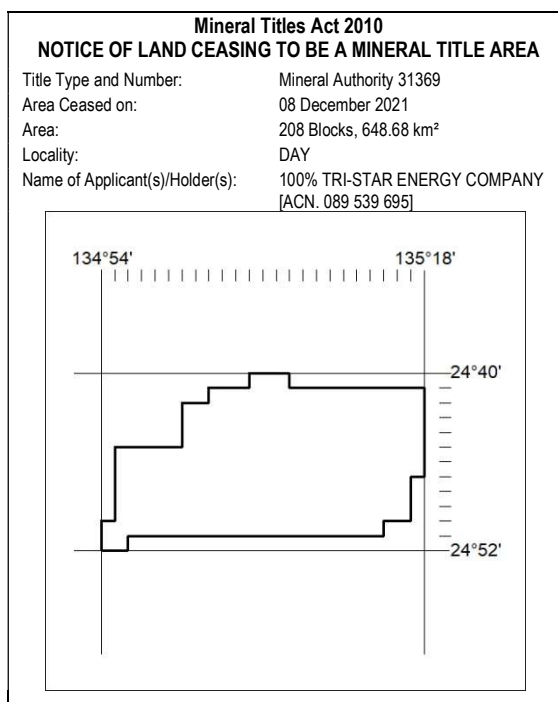 Mineral Titles Act 2010
NOTICE OF LAND CEASING TO BE A MINERAL TITLE AREA
Title Type and Number: Mineral Authority 31369
Area Ceased on: 08 December 2021
Area: 208 Blocks, 648.68 km²
Locality: DAY
Name of Applicant(s)/Holder(s): 100% TRI-STAR ENERGY COMPANY
[ACN. 089 539 695]
134°54' 135°18'
24°40'
24°52'